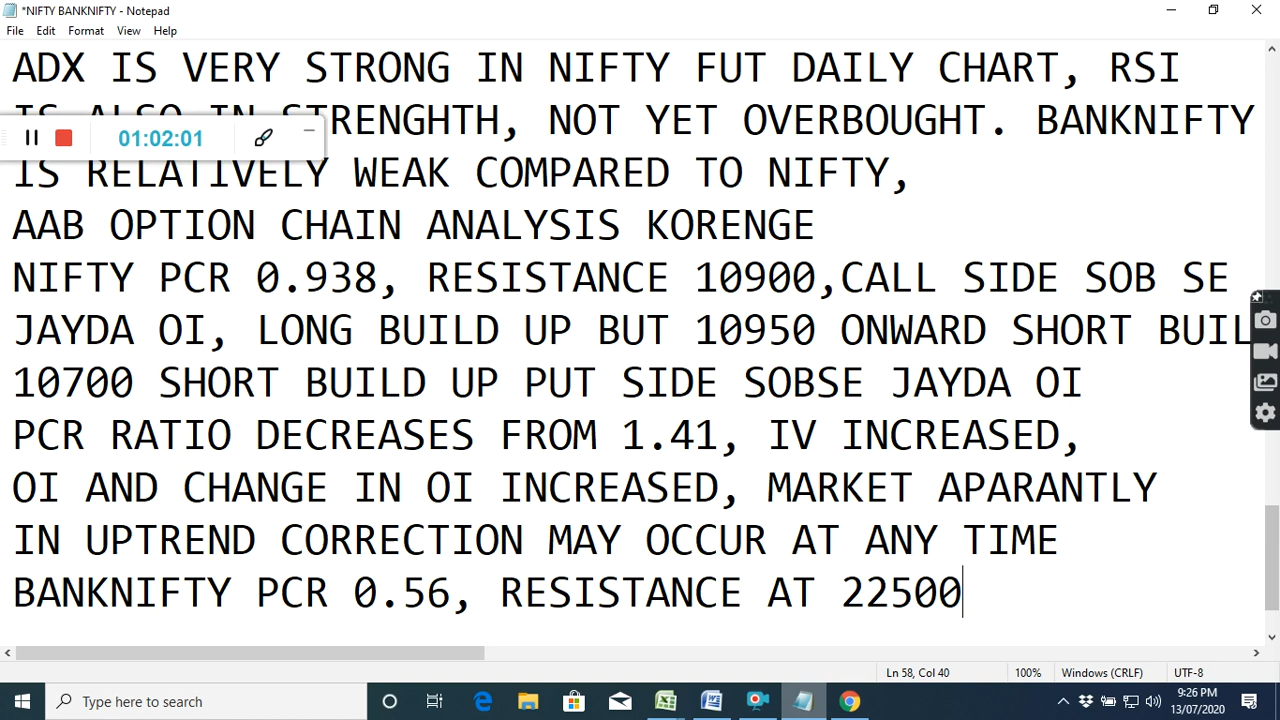 *NIFTY BANKNIFTY - Notepad
File Edit Format View Help
ADX IS VERY STRONG IN NIFTY FUT DAILY CHART, RSI
IS ALSO IN STRENGHTH, NOT YET OVERBOUGHT. BANKNIFTY
01:02:01
IS RELATIVELY WEAK COMPARED TO NIFTY,
AAB OPTION CHAIN ANALYSIS KORENGE
NIFTY PCR 0.938, RESISTANCE 10900,CALL SIDE SOB SE
JAYDA OI, LONG BUILD UP BUT 10950 ONWARD SHORT BUIL
10700 SHORT BUILD UP PUT SIDE SOBSE JAYDA OI
PCR RATIO DECREASES FROM 1.41, IV INCREASED,
OI AND CHANGE IN OI INCREASED, MARKET APARANTLY
IN UPTREND CORRECTION MAY OCCUR AT ANY TIME
BANKNIFTY PCR 0.56, RESISTANCE AT 22500
Ln 58, Col 40 100% Windows (CRLF) UTF-8
Type here to search
9:26 PM
13/07/2020